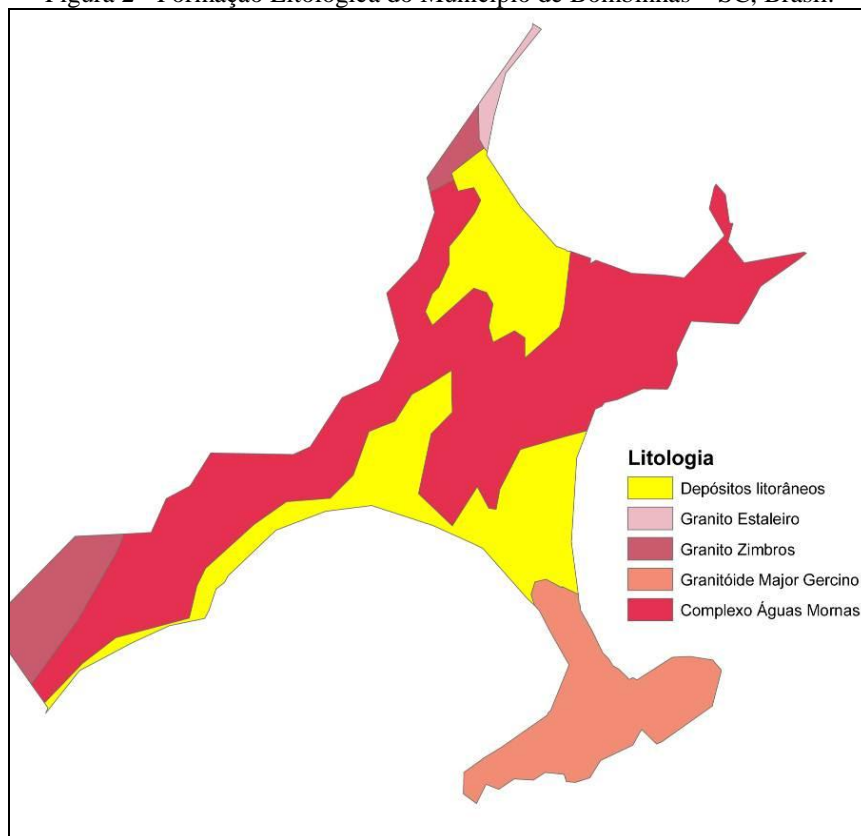 Figura 2 - Formação Litológica do Município de Bombinhas – SC, Brasil.
Litologia
Depósitos litorâneos
Granito Estaleiro
Granito Zimbros
Granitóide Major Gercino
Complexo Águas Mornas